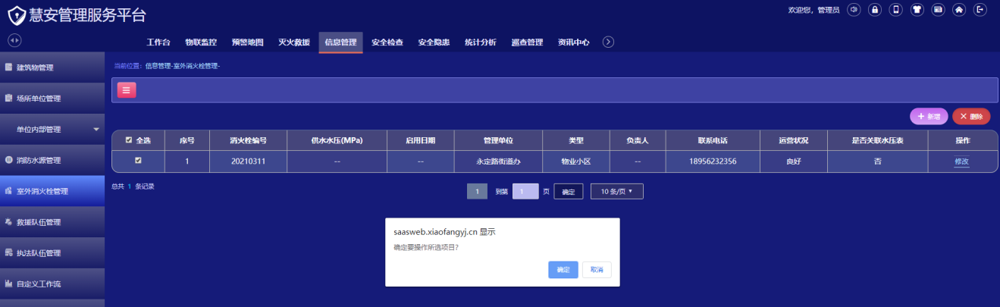 慧安管理服务平台
欢迎您，管理员
工作台 物联监控 预警地图 灭火救援 信息管理 安全检查 安全隐患 统计分析 巡查管理 资讯中心
建筑物管理
场所单位管理
单位内部管理
消防水源管理
室外消火栓管理
救援队伍管理
执法队伍管理
自定义工作流
当前位置：信息管理-室外消火栓管理-
+ 新增 × 删除
全选 序号 消火栓编号 供水水压(MPa) 启用日期 管理单位 类型 负责人 联系电话 运营状况 是否关联水压表 操作
1 20210311 -- -- 永定路街道办 物业小区 -- 18956232356 良好 否 修改
总共 1 条记录
1 到第 1 页 确定 10 条/页
saasweb.xiaofangyj.cn 显示
确定要操作所选项目?
确定 取消